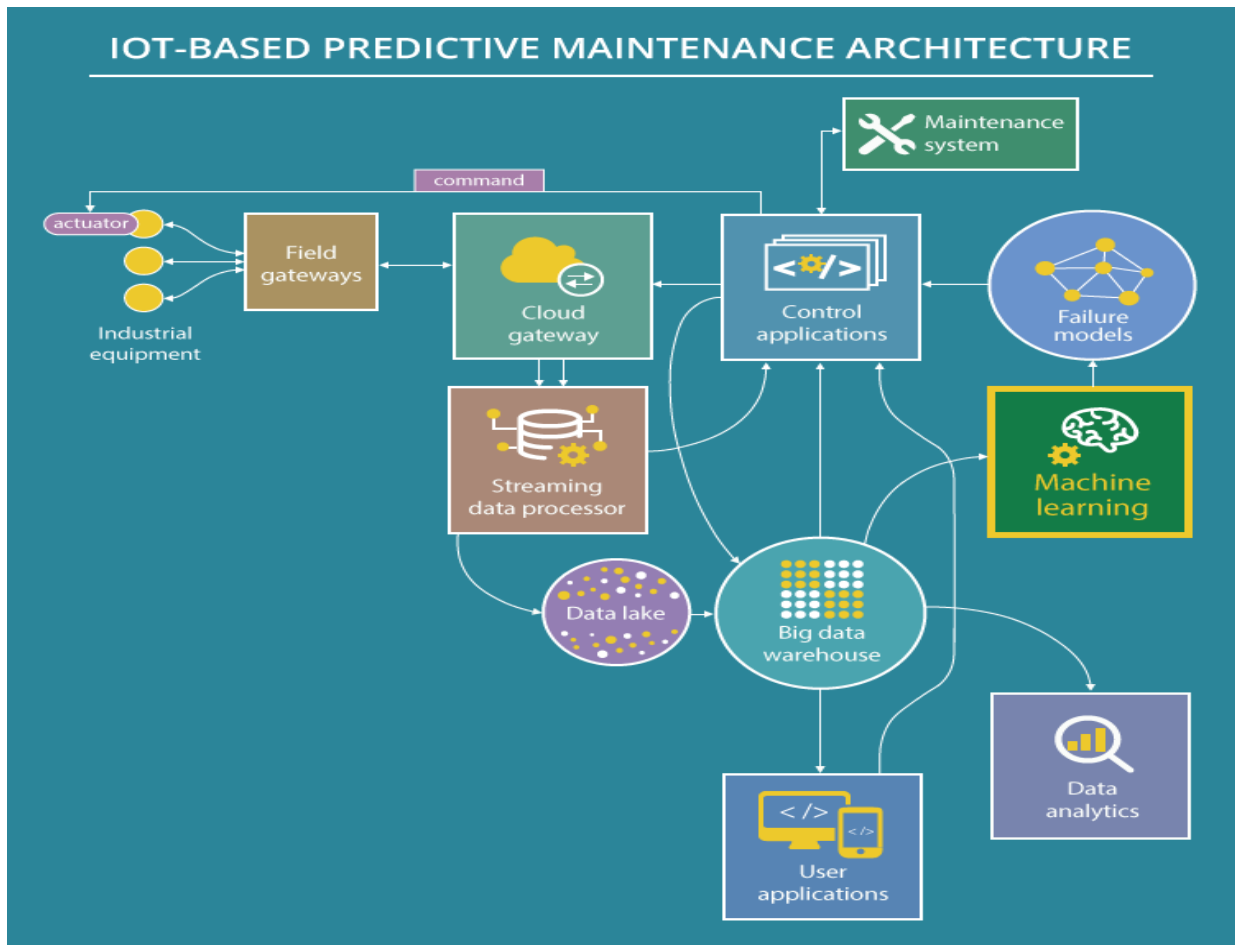 IOT-BASED PREDICTIVE MAINTENANCE ARCHITECTURE
Maintenance
system
command
actuator
Field
gateways
Industrial
equipment
Cloud
gateway
</>
Control
applications
Failure
models
Streaming
data processor
Machine
learning
Data lake
Big data
warehouse
Data
analytics
</>
</>
User
applications